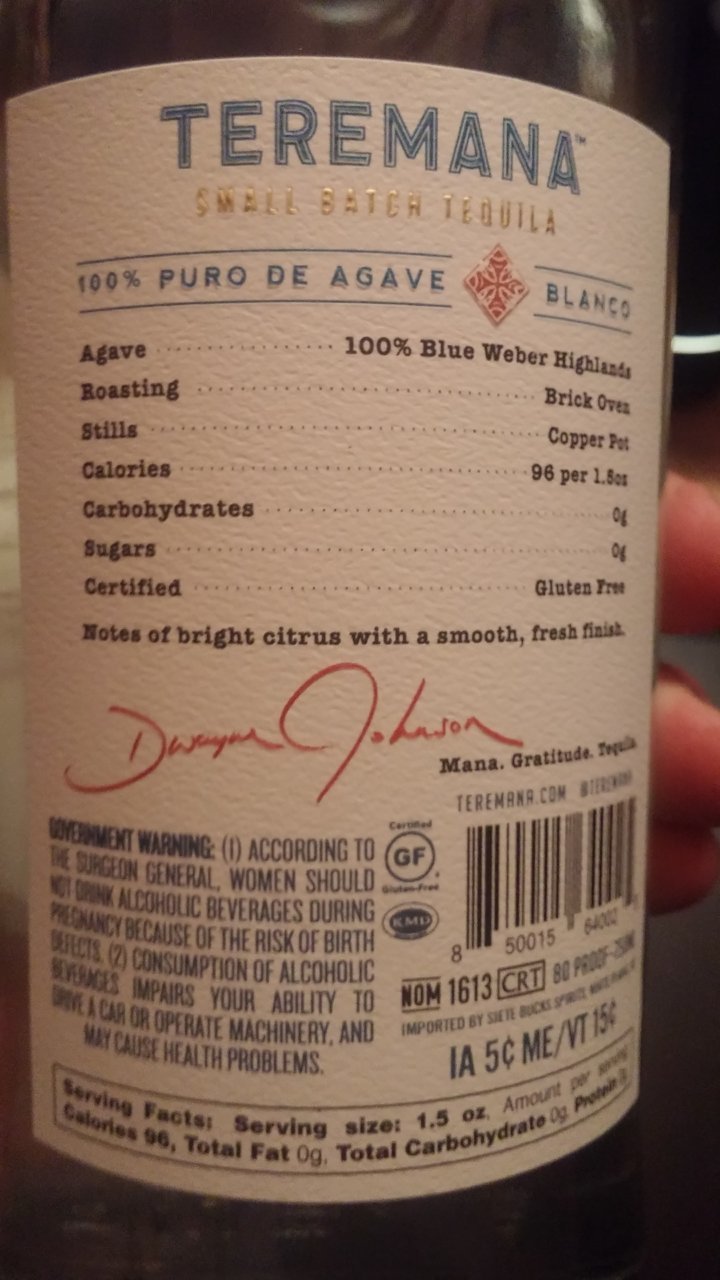 TEREMANA™
SMALL BATCH TEQUILA
100% PURO DE AGAVE BLANCO
Agave 100% Blue Weber Highlands
Roasting Brick Oven
Stills Copper Pot
Calories 96 per 1.5oz
Carbohydrates 0g
Sugars 0g
Certified Gluten Free
Notes of bright citrus with a smooth, fresh finish.
Dwayne Johnson
Mana. Gratitude. Tequila.
TEREMANA.COM @TEREMANA
GOVERNMENT WARNING: (1) ACCORDING TO
THE SURGEON GENERAL, WOMEN SHOULD
NOT DRINK ALCOHOLIC BEVERAGES DURING
PREGNANCY BECAUSE OF THE RISK OF BIRTH
DEFECTS. (2) CONSUMPTION OF ALCOHOLIC
BEVERAGES IMPAIRS YOUR ABILITY TO
DRIVE A CAR OR OPERATE MACHINERY, AND
MAY CAUSE HEALTH PROBLEMS.
Certified
GF
Gluten-Free
KMD
8 50015 64002
NOM 1613 CRT 80 PROOF-750ML
IMPORTED BY SIETE BUCKS SPIRITS,
IA 5¢ ME/VT 15¢
Serving Facts: Serving size: 1.5 oz, Amount per serving
Calories 96, Total Fat 0g, Total Carbohydrate 0g, Protein